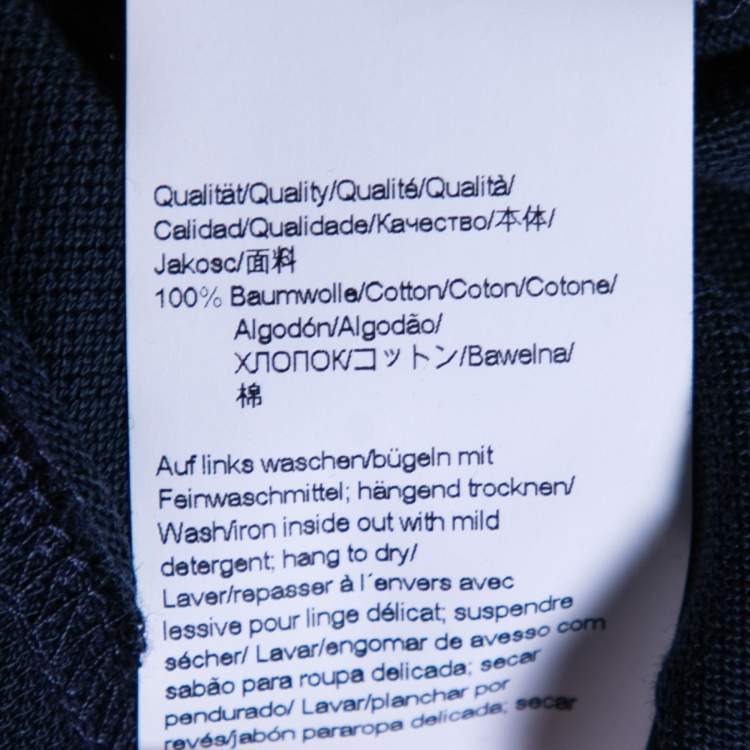 Qualität/Quality/Qualité/Qualità/
Calidad/Qualidade/Качество/本体/
Jakosc/面料
100% Baumwolle/Cotton/Coton/Cotone/
Algodón/Algodão/
ХЛОПОК/コットン/Bawelna/
棉
Auf links waschen/bügeln mit
Feinwaschmittel; hängend trocknen/
Wash/iron inside out with mild
detergent; hang to dry/
Laver/repasser à l´envers avec
lessive pour linge délicat; suspendre
sécher/ Lavar/engomar de avesso com
sabão para roupa delicada; secar
pendurado/ Lavar/planchar por
revés/jabón pararopa delicada; secar